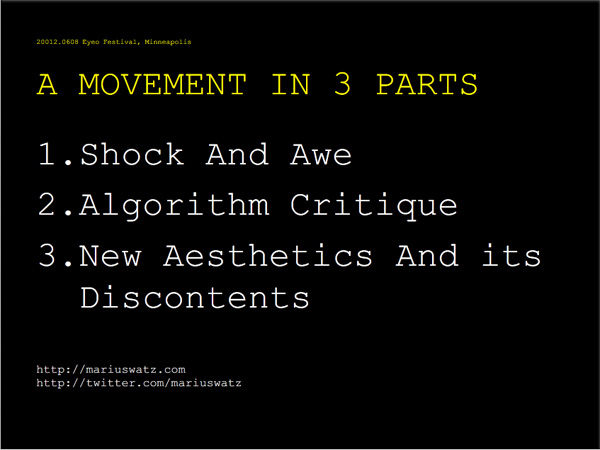 20012.0608 Eyeo Festival, Minneapolis
A MOVEMENT IN 3 PARTS
1.Shock And Awe
2.Algorithm Critique
3.New Aesthetics And its
Discontents
http://mariuswatz.com
http://twitter.com/mariuswatz